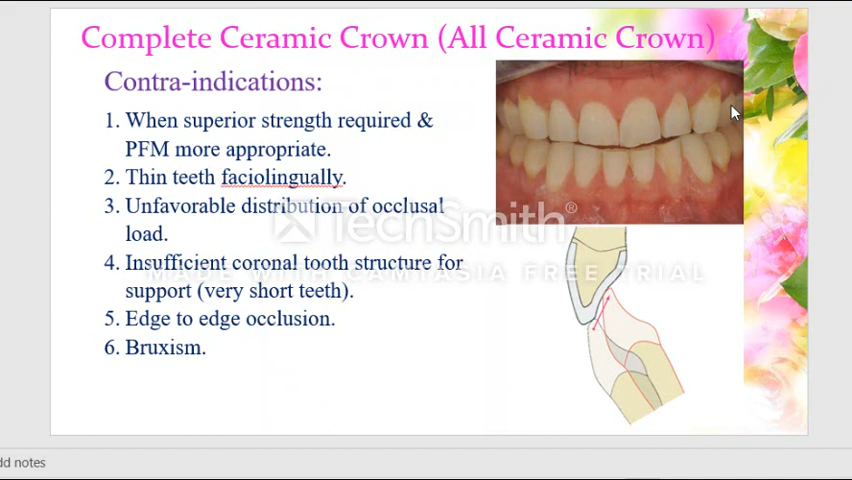 Complete Ceramic Crown (All Ceramic Crown)
Contra-indications:
1. When superior strength required &
PFM more appropriate.
2. Thin teeth faciolingually.
3. Unfavorable distribution of occlusal
load.
TechSmith®
4. Insufficient coronal tooth structure for
MADE WITH CAMTASIA FREE TRIAL
support (very short teeth).
5. Edge to edge occlusion.
6. Bruxism.
dd notes